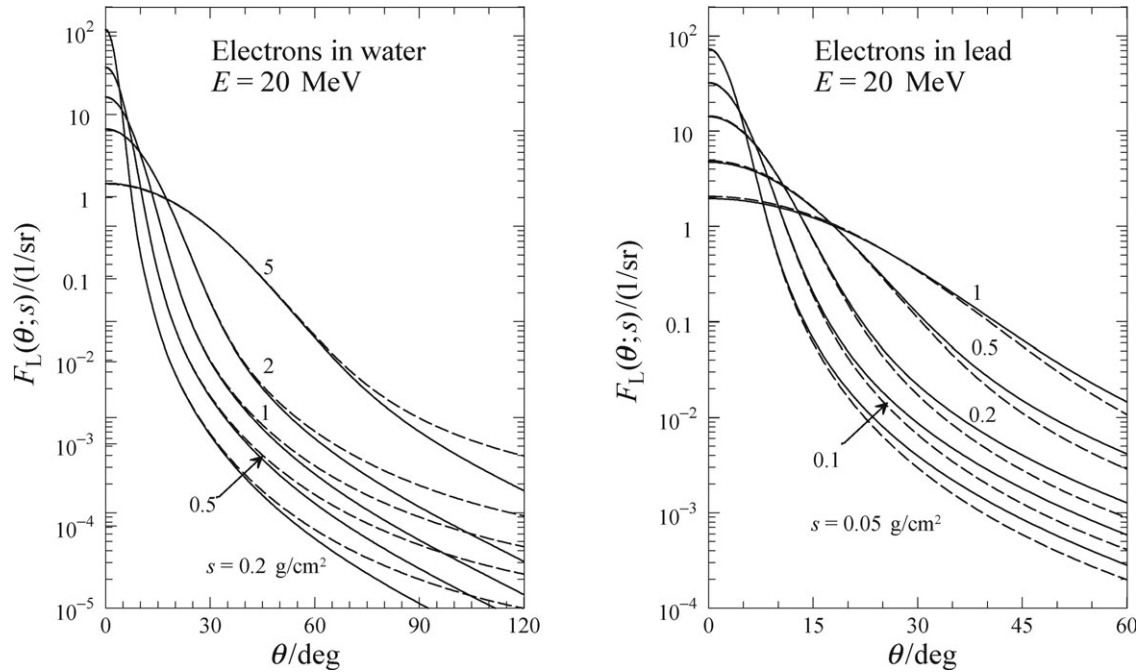 Electrons in water
E = 20 MeV
F_L(θ;s)/(1/sr)
10²
10
1
0.1
10⁻²
10⁻³
10⁻⁴
10⁻⁵
5
2
1
0.5
s = 0.2 g/cm²
0 30 60 90 120
θ/deg
Electrons in lead
E = 20 MeV
F_L(θ;s)/(1/sr)
10²
10
1
0.1
10⁻²
10⁻³
10⁻⁴
1
0.5
0.2
0.1
s = 0.05 g/cm²
0 15 30 45 60
θ/deg